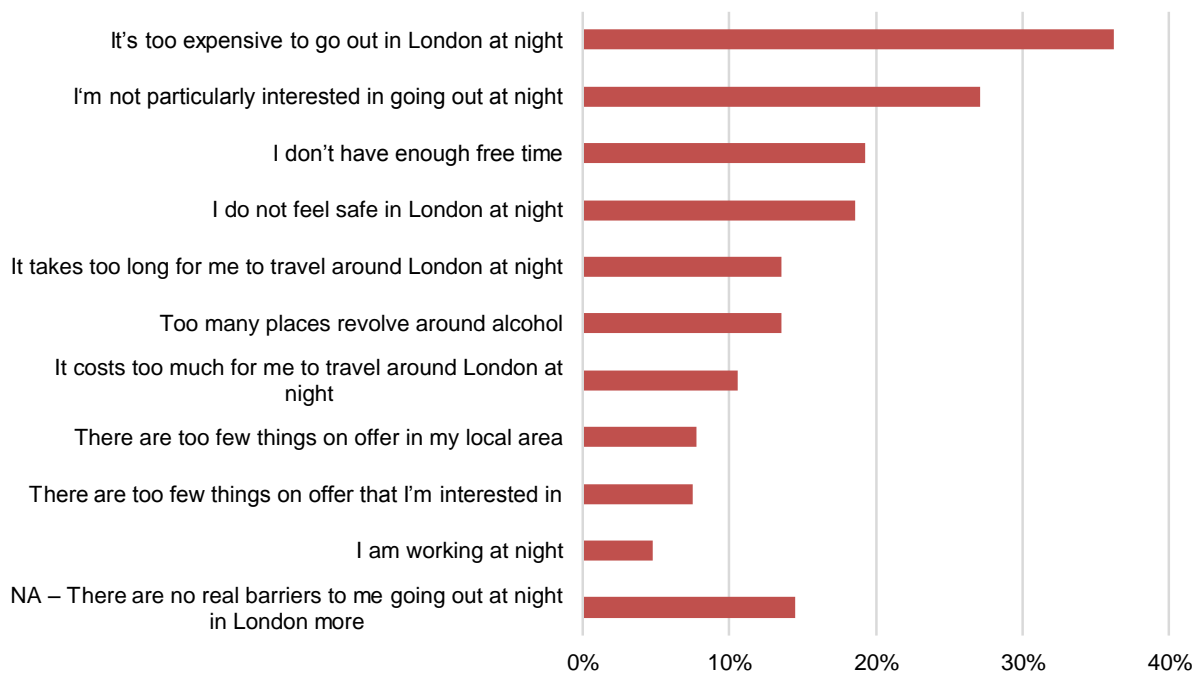 It’s too expensive to go out in London at night
I‘m not particularly interested in going out at night
I don’t have enough free time
I do not feel safe in London at night
It takes too long for me to travel around London at night
Too many places revolve around alcohol
It costs too much for me to travel around London at
night
There are too few things on offer in my local area
There are too few things on offer that I’m interested in
I am working at night
NA – There are no real barriers to me going out at night
in London more
0% 10% 20% 30% 40%